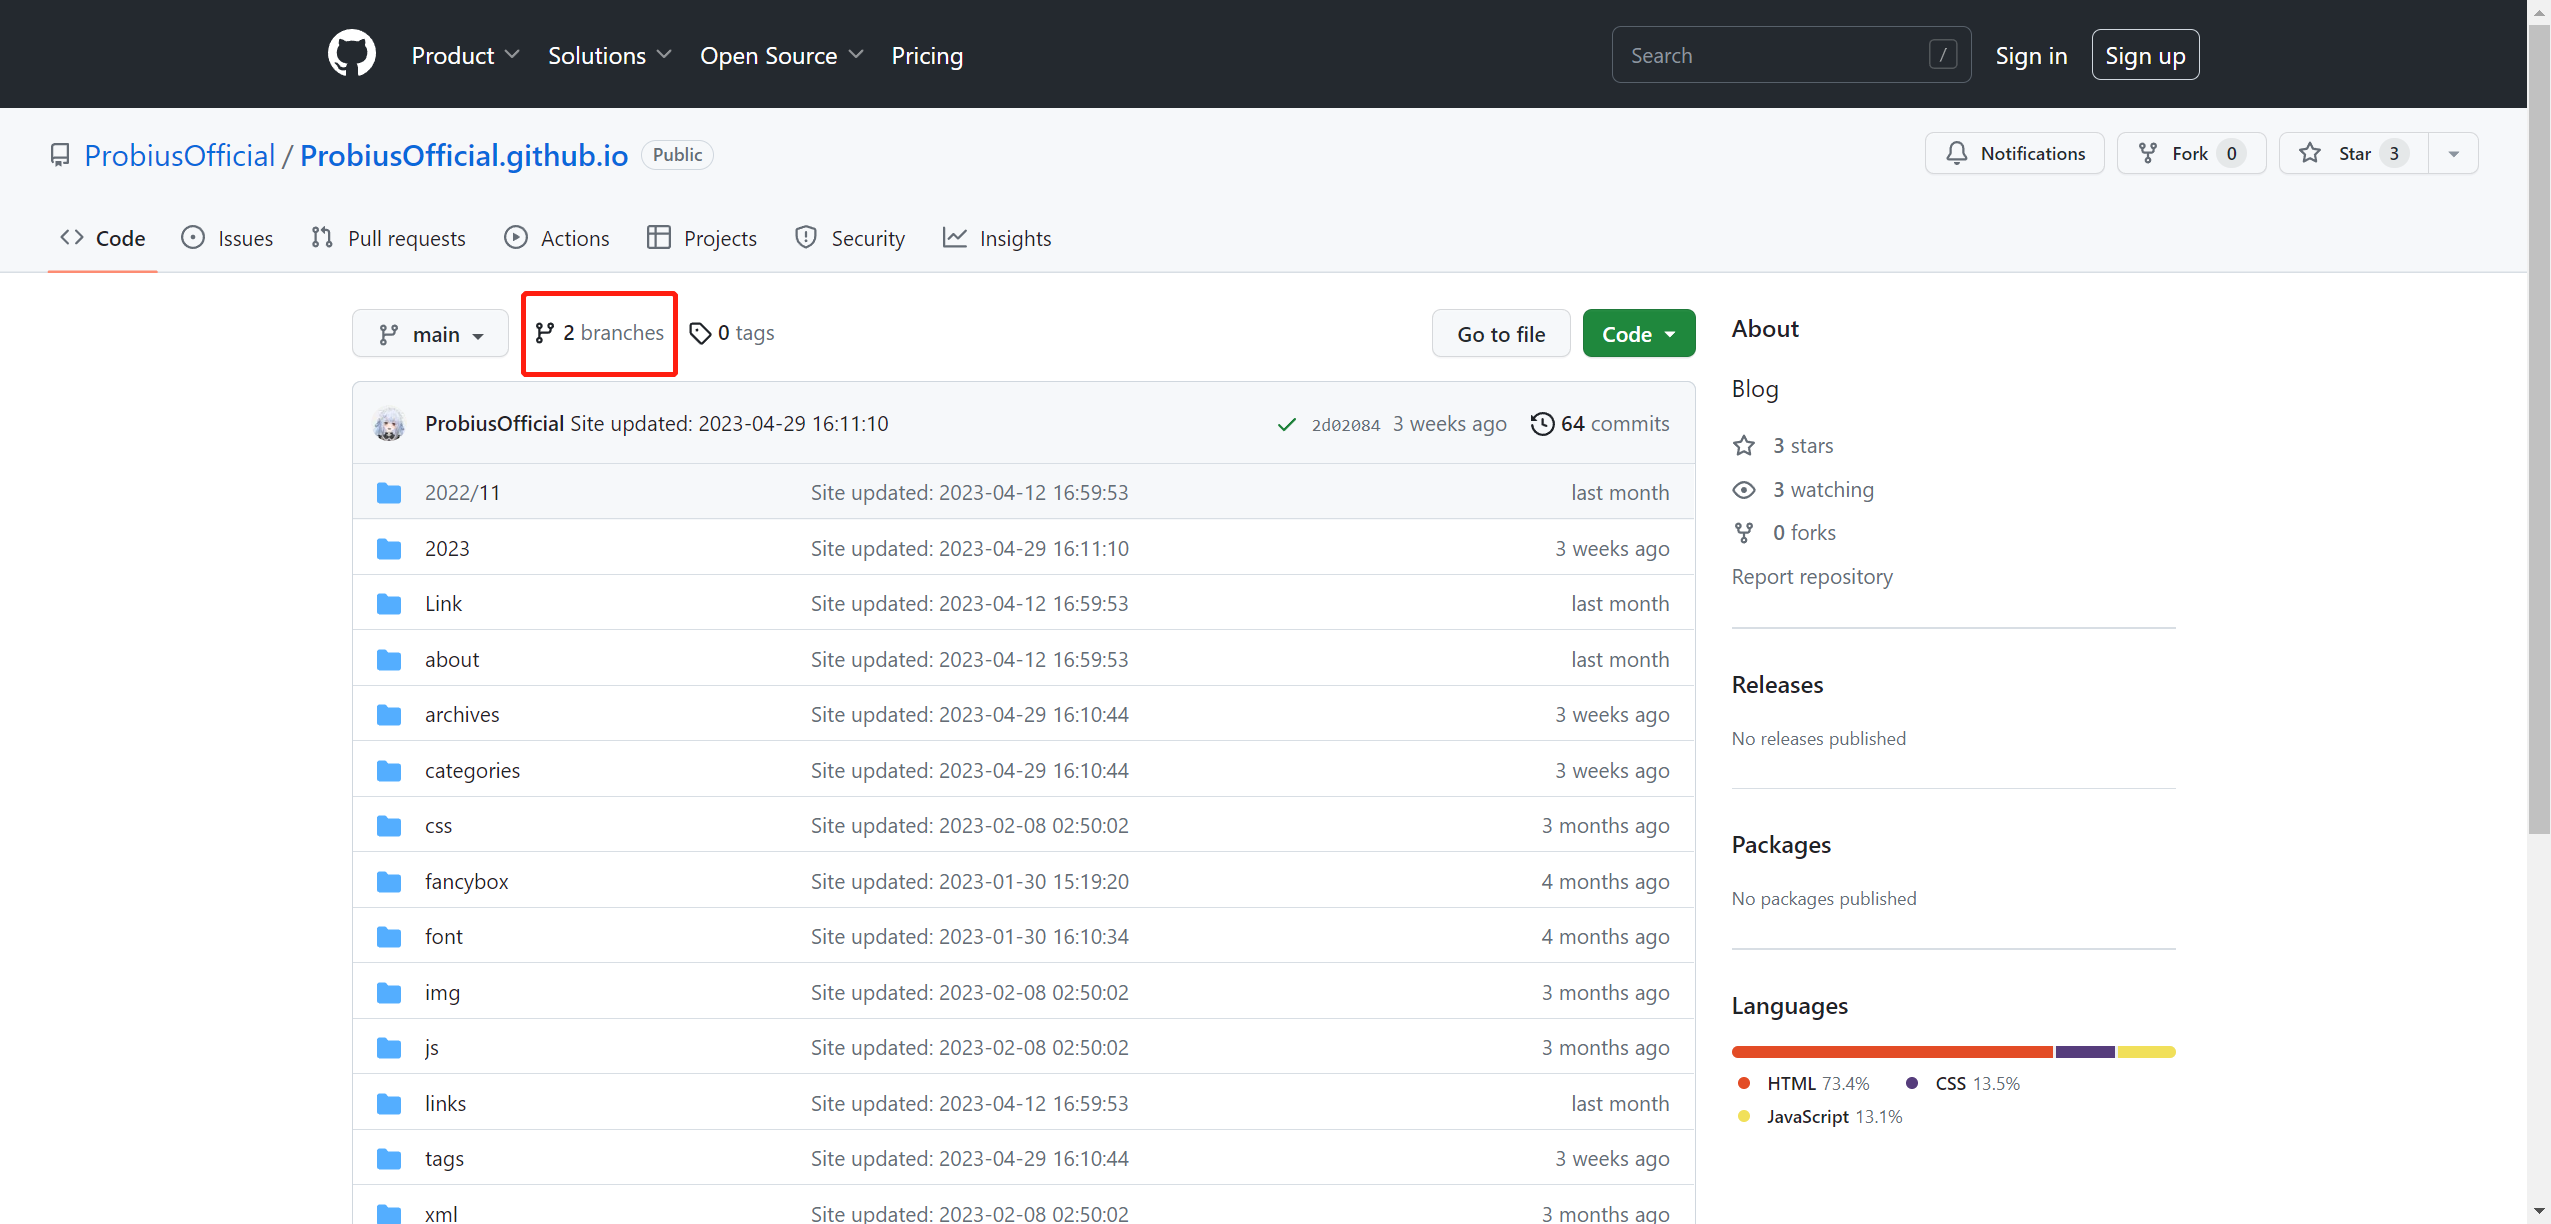 Product Solutions Open Source Pricing Search / Sign in Sign up
ProbiusOfficial / ProbiusOfficial.github.io Public Notifications Fork 0 Star 3
Code Issues Pull requests Actions Projects Security Insights
main 2 branches 0 tags Go to file Code
ProbiusOfficial Site updated: 2023-04-29 16:11:10 2d02084 3 weeks ago 64 commits
2022/11 Site updated: 2023-04-12 16:59:53 last month
2023 Site updated: 2023-04-29 16:11:10 3 weeks ago
Link Site updated: 2023-04-12 16:59:53 last month
about Site updated: 2023-04-12 16:59:53 last month
archives Site updated: 2023-04-29 16:10:44 3 weeks ago
categories Site updated: 2023-04-29 16:10:44 3 weeks ago
css Site updated: 2023-02-08 02:50:02 3 months ago
fancybox Site updated: 2023-01-30 15:19:20 4 months ago
font Site updated: 2023-01-30 16:10:34 4 months ago
img Site updated: 2023-02-08 02:50:02 3 months ago
js Site updated: 2023-02-08 02:50:02 3 months ago
links Site updated: 2023-04-12 16:59:53 last month
tags Site updated: 2023-04-29 16:10:44 3 weeks ago
xml Site updated: 2023-02-08 02:50:02 3 months ago
About
Blog
3 stars
3 watching
0 forks
Report repository
Releases
No releases published
Packages
No packages published
Languages
HTML 73.4% CSS 13.5%
JavaScript 13.1%